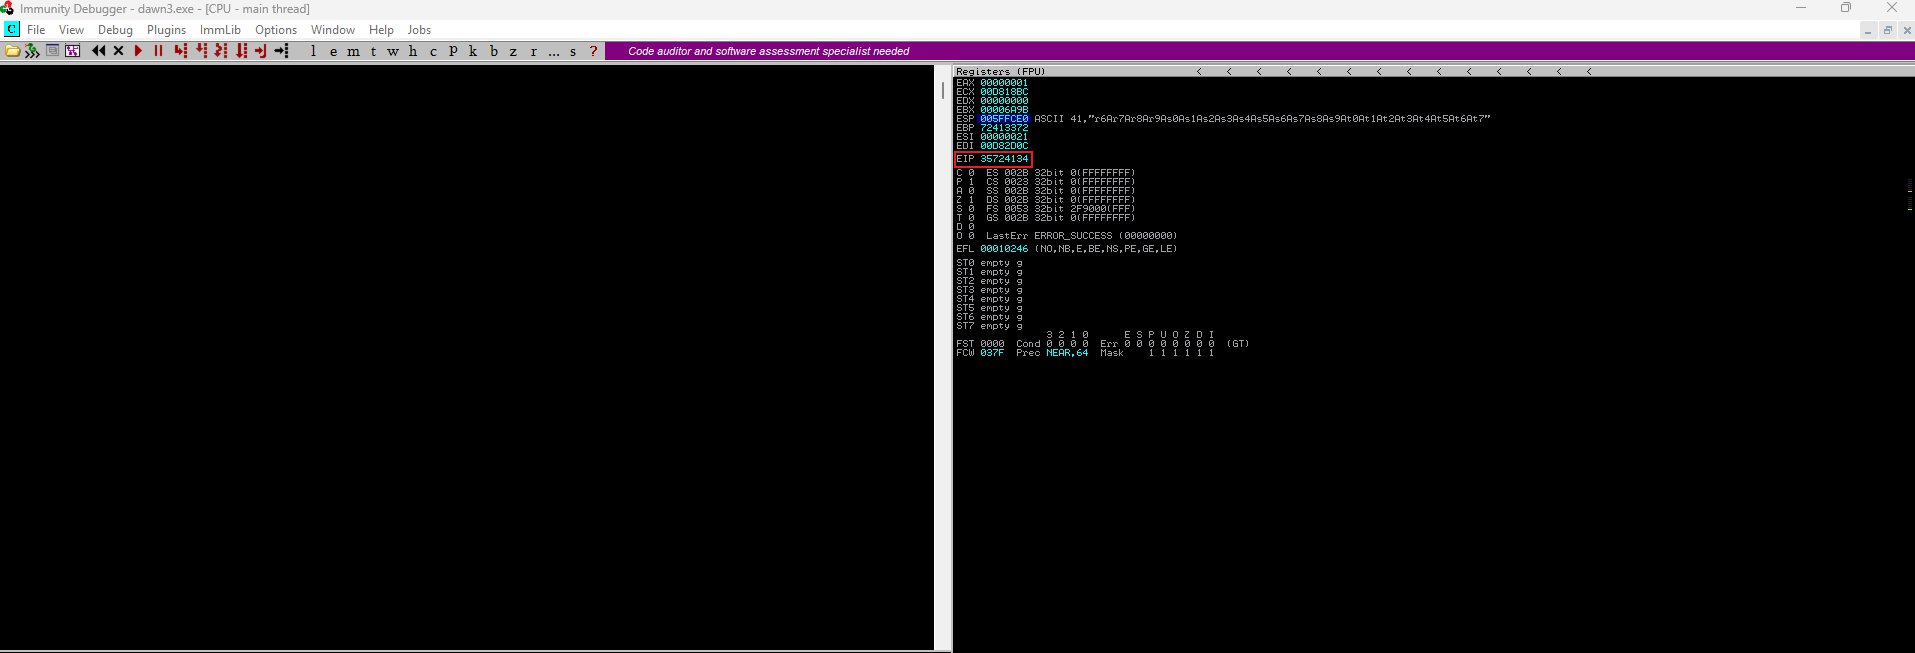 Immunity Debugger - dawn3.exe - [CPU - main thread]
C File View Debug Plugins ImmLib Options Window Help Jobs
l e m t w h c P k b z r ... s ? Code auditor and software assessment specialist needed
Registers (FPU) < < < < < < < < < < < < < <
EAX 00000001
ECX 00D818BC
EDX 00000000
EBX 00006A9B
ESP 005FFCE0 ASCII 41,"r6Ar7Ar8Ar9As0As1As2As3As4As5As6As7As8As9At0At1At2At3At4At5At6At7"
EBP 72413372
ESI 00000021
EDI 00D82D0C
EIP 35724134
C 0 ES 002B 32bit 0(FFFFFFFF)
P 1 CS 0023 32bit 0(FFFFFFFF)
A 0 SS 002B 32bit 0(FFFFFFFF)
Z 1 DS 002B 32bit 0(FFFFFFFF)
S 0 FS 0053 32bit 2F9000(FFF)
T 0 GS 002B 32bit 0(FFFFFFFF)
D 0
O 0 LastErr ERROR_SUCCESS (00000000)
EFL 00010246 (NO,NB,E,BE,NS,PE,GE,LE)
ST0 empty g
ST1 empty g
ST2 empty g
ST3 empty g
ST4 empty g
ST5 empty g
ST6 empty g
ST7 empty g
3 2 1 0 E S P U O Z D I
FST 0000 Cond 0 0 0 0 Err 0 0 0 0 0 0 0 0 (GT)
FCW 037F Prec NEAR,64 Mask 1 1 1 1 1 1